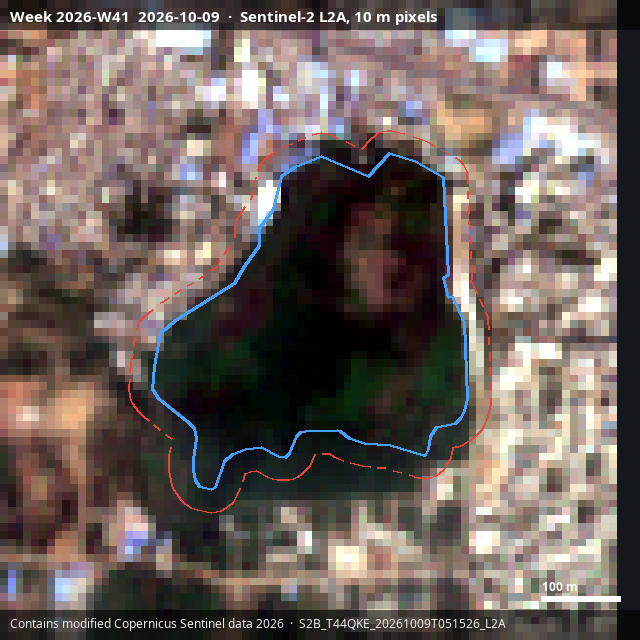 Week 2026-W41  2026-10-09  ·  Sentinel-2 L2A, 10 m pixels
100 m
Contains modified Copernicus Sentinel data 2026  ·  S2B_T44QKE_20261009T051526_L2A